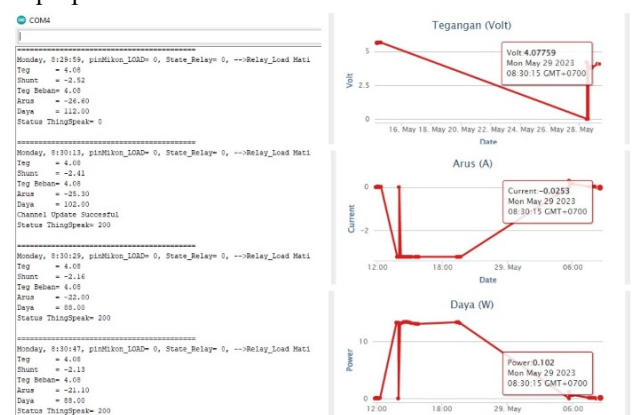 COM4
==========================================
Monday, 8:29:59, pinMikon_LOAD= 0, State_Relay= 0, -->Relay_Load Mati
Teg = 4.08
Shunt = -2.52
Teg Beban= 4.08
Arus = -26.60
Daya = 112.00
Status ThingSpeak= 0
==========================================
Monday, 8:30:13, pinMikon_LOAD= 0, State_Relay= 0, -->Relay_Load Mati
Teg = 4.08
Shunt = -2.41
Teg Beban= 4.08
Arus = -25.30
Daya = 102.00
Channel Update Succesful
Status ThingSpeak= 200
==========================================
Monday, 8:30:29, pinMikon_LOAD= 0, State_Relay= 0, -->Relay_Load Mati
Teg = 4.08
Shunt = -2.16
Teg Beban= 4.08
Arus = -22.00
Daya = 88.00
Status ThingSpeak= 200
==========================================
Monday, 8:30:47, pinMikon_LOAD= 0, State_Relay= 0, -->Relay_Load Mati
Teg = 4.08
Shunt = -2.13
Teg Beban= 4.08
Arus = -21.10
Daya = 88.00
Status ThingSpeak= 200
Tegangan (Volt)
Volt
5
2.5
0
Volt:4.07759
Mon May 29 2023
08:30:15 GMT+0700
16. May 18. May 20. May 22. May 24. May 26. May 28. May
Date
Arus (A)
Current
0
-2
Current:-0.0253
Mon May 29 2023
08:30:15 GMT+0700
12:00 18:00 29. May 06:00
Date
Daya (W)
Power
10
0
Power:0.102
Mon May 29 2023
08:30:15 GMT+0700
12:00 18:00 29. May 06:00